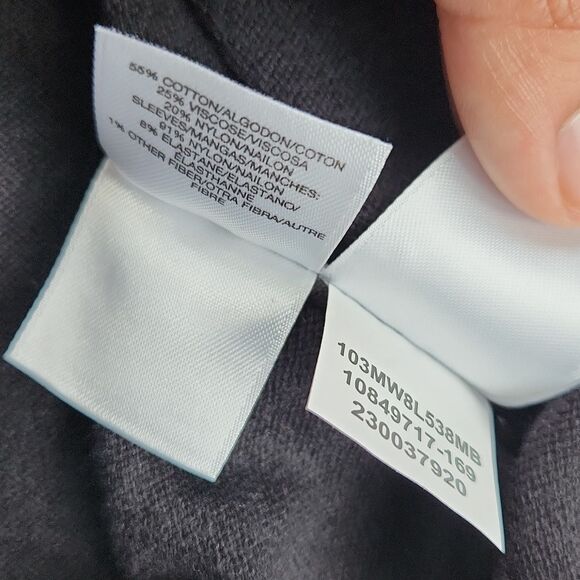 55% COTTON/ALGODON/COTON
25% VISCOSE/VISCOSA
20% NYLON/NAILON
SLEEVES/MANGAS/MANCHES:
91% NYLON/NAILON
8% ELASTANE/ELASTANO/
ELASTHANNE
1% OTHER FIBER/OTRA FIBRA/AUTRE
FIBRE
103MW8L538MB
10849717-169
230037920